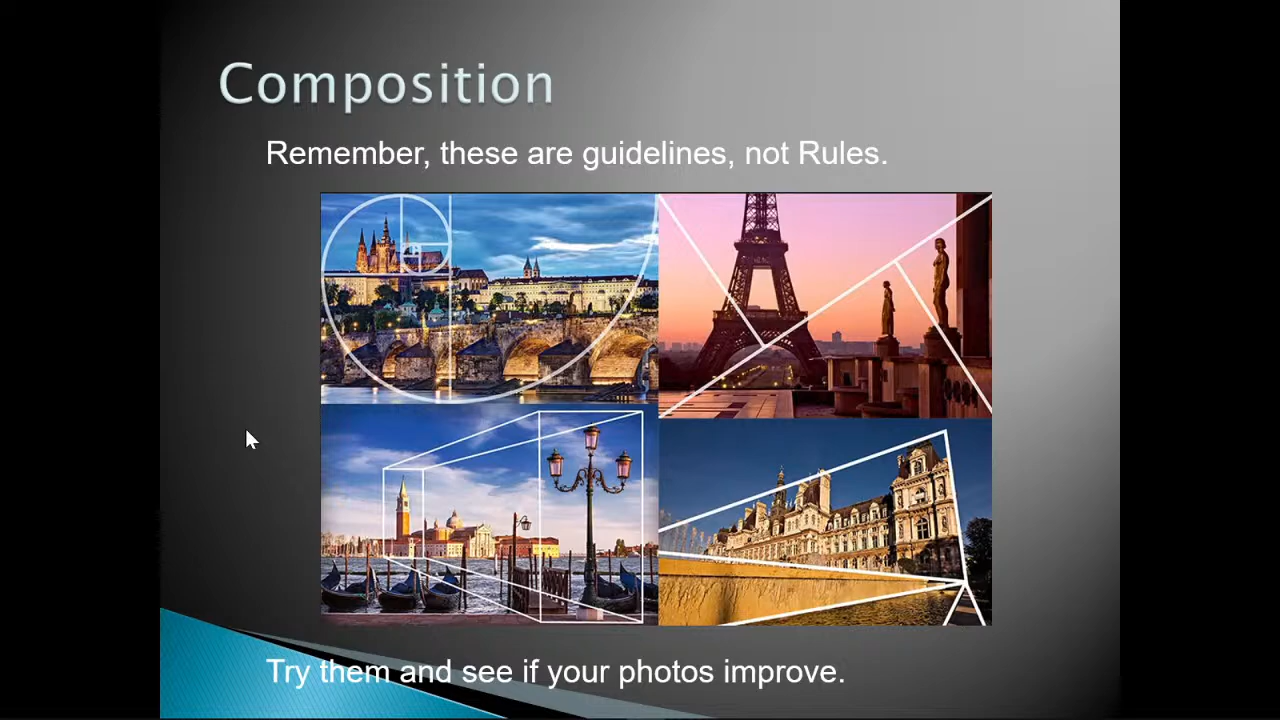 Composition
Remember, these are guidelines, not Rules.
Try them and see if your photos improve.